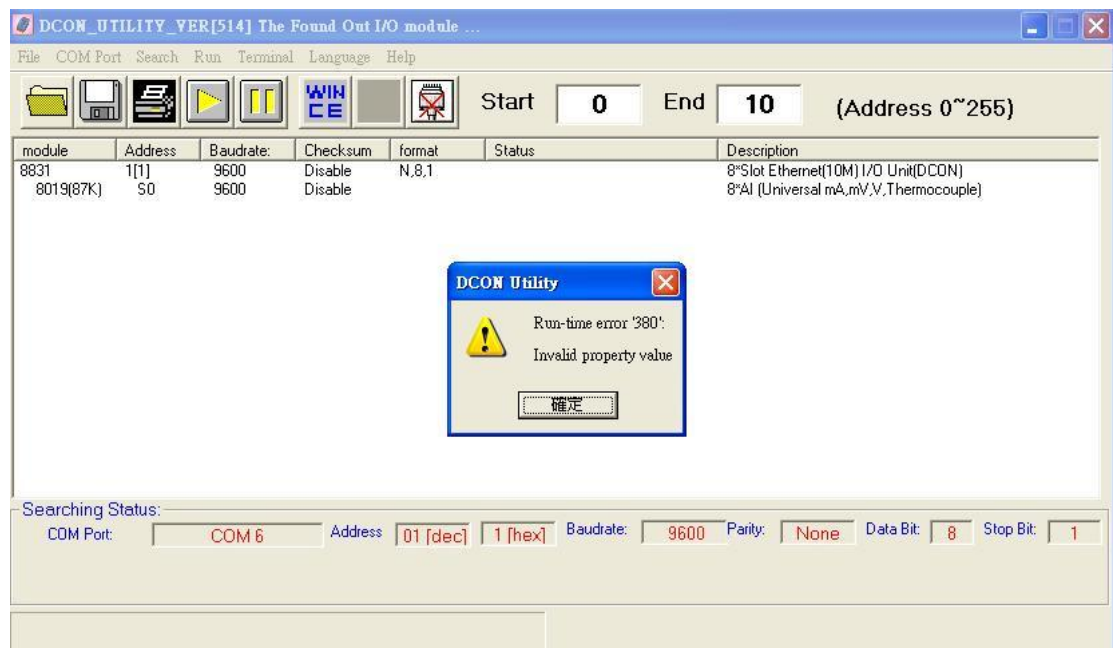 DCON_UTILITY_VER[514] The Found Out I/O module ...
File COM Port Search Run Terminal Language Help
WIN CE Start 0 End 10 (Address 0~255)
module Address Baudrate: Checksum format Status Description
8831 1[1] 9600 Disable N,8,1 8*Slot Ethernet(10M) I/O Unit(DCON)
8019(87K) S0 9600 Disable 8*AI (Universal mA,mV,V,Thermocouple)
DCON Utility
Run-time error '380':
Invalid property value
確定
Searching Status:
COM Port: COM 6 Address 01 [dec] 1 [hex] Baudrate: 9600 Parity: None Data Bit: 8 Stop Bit: 1